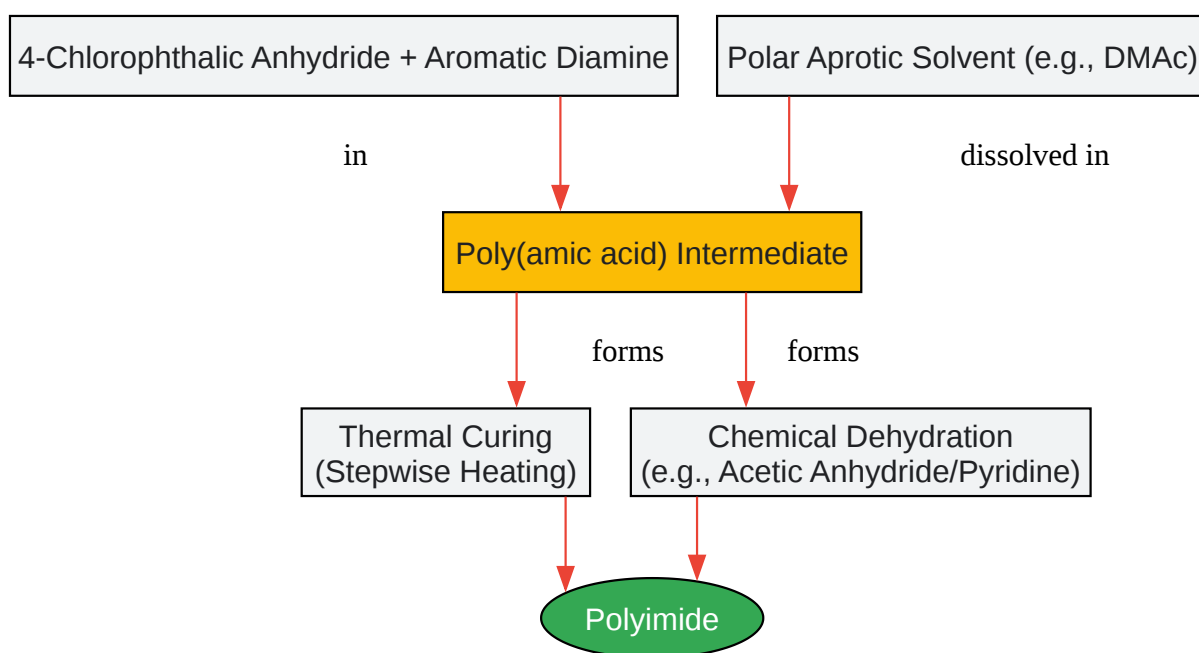 4-Chlorophthalic Anhydride + Aromatic Diamine
Polar Aprotic Solvent (e.g., DMAc)
in
dissolved in
Poly(amic acid) Intermediate
forms
forms
Thermal Curing
(Stepwise Heating)
Chemical Dehydration
(e.g., Acetic Anhydride/Pyridine)
Polyimide